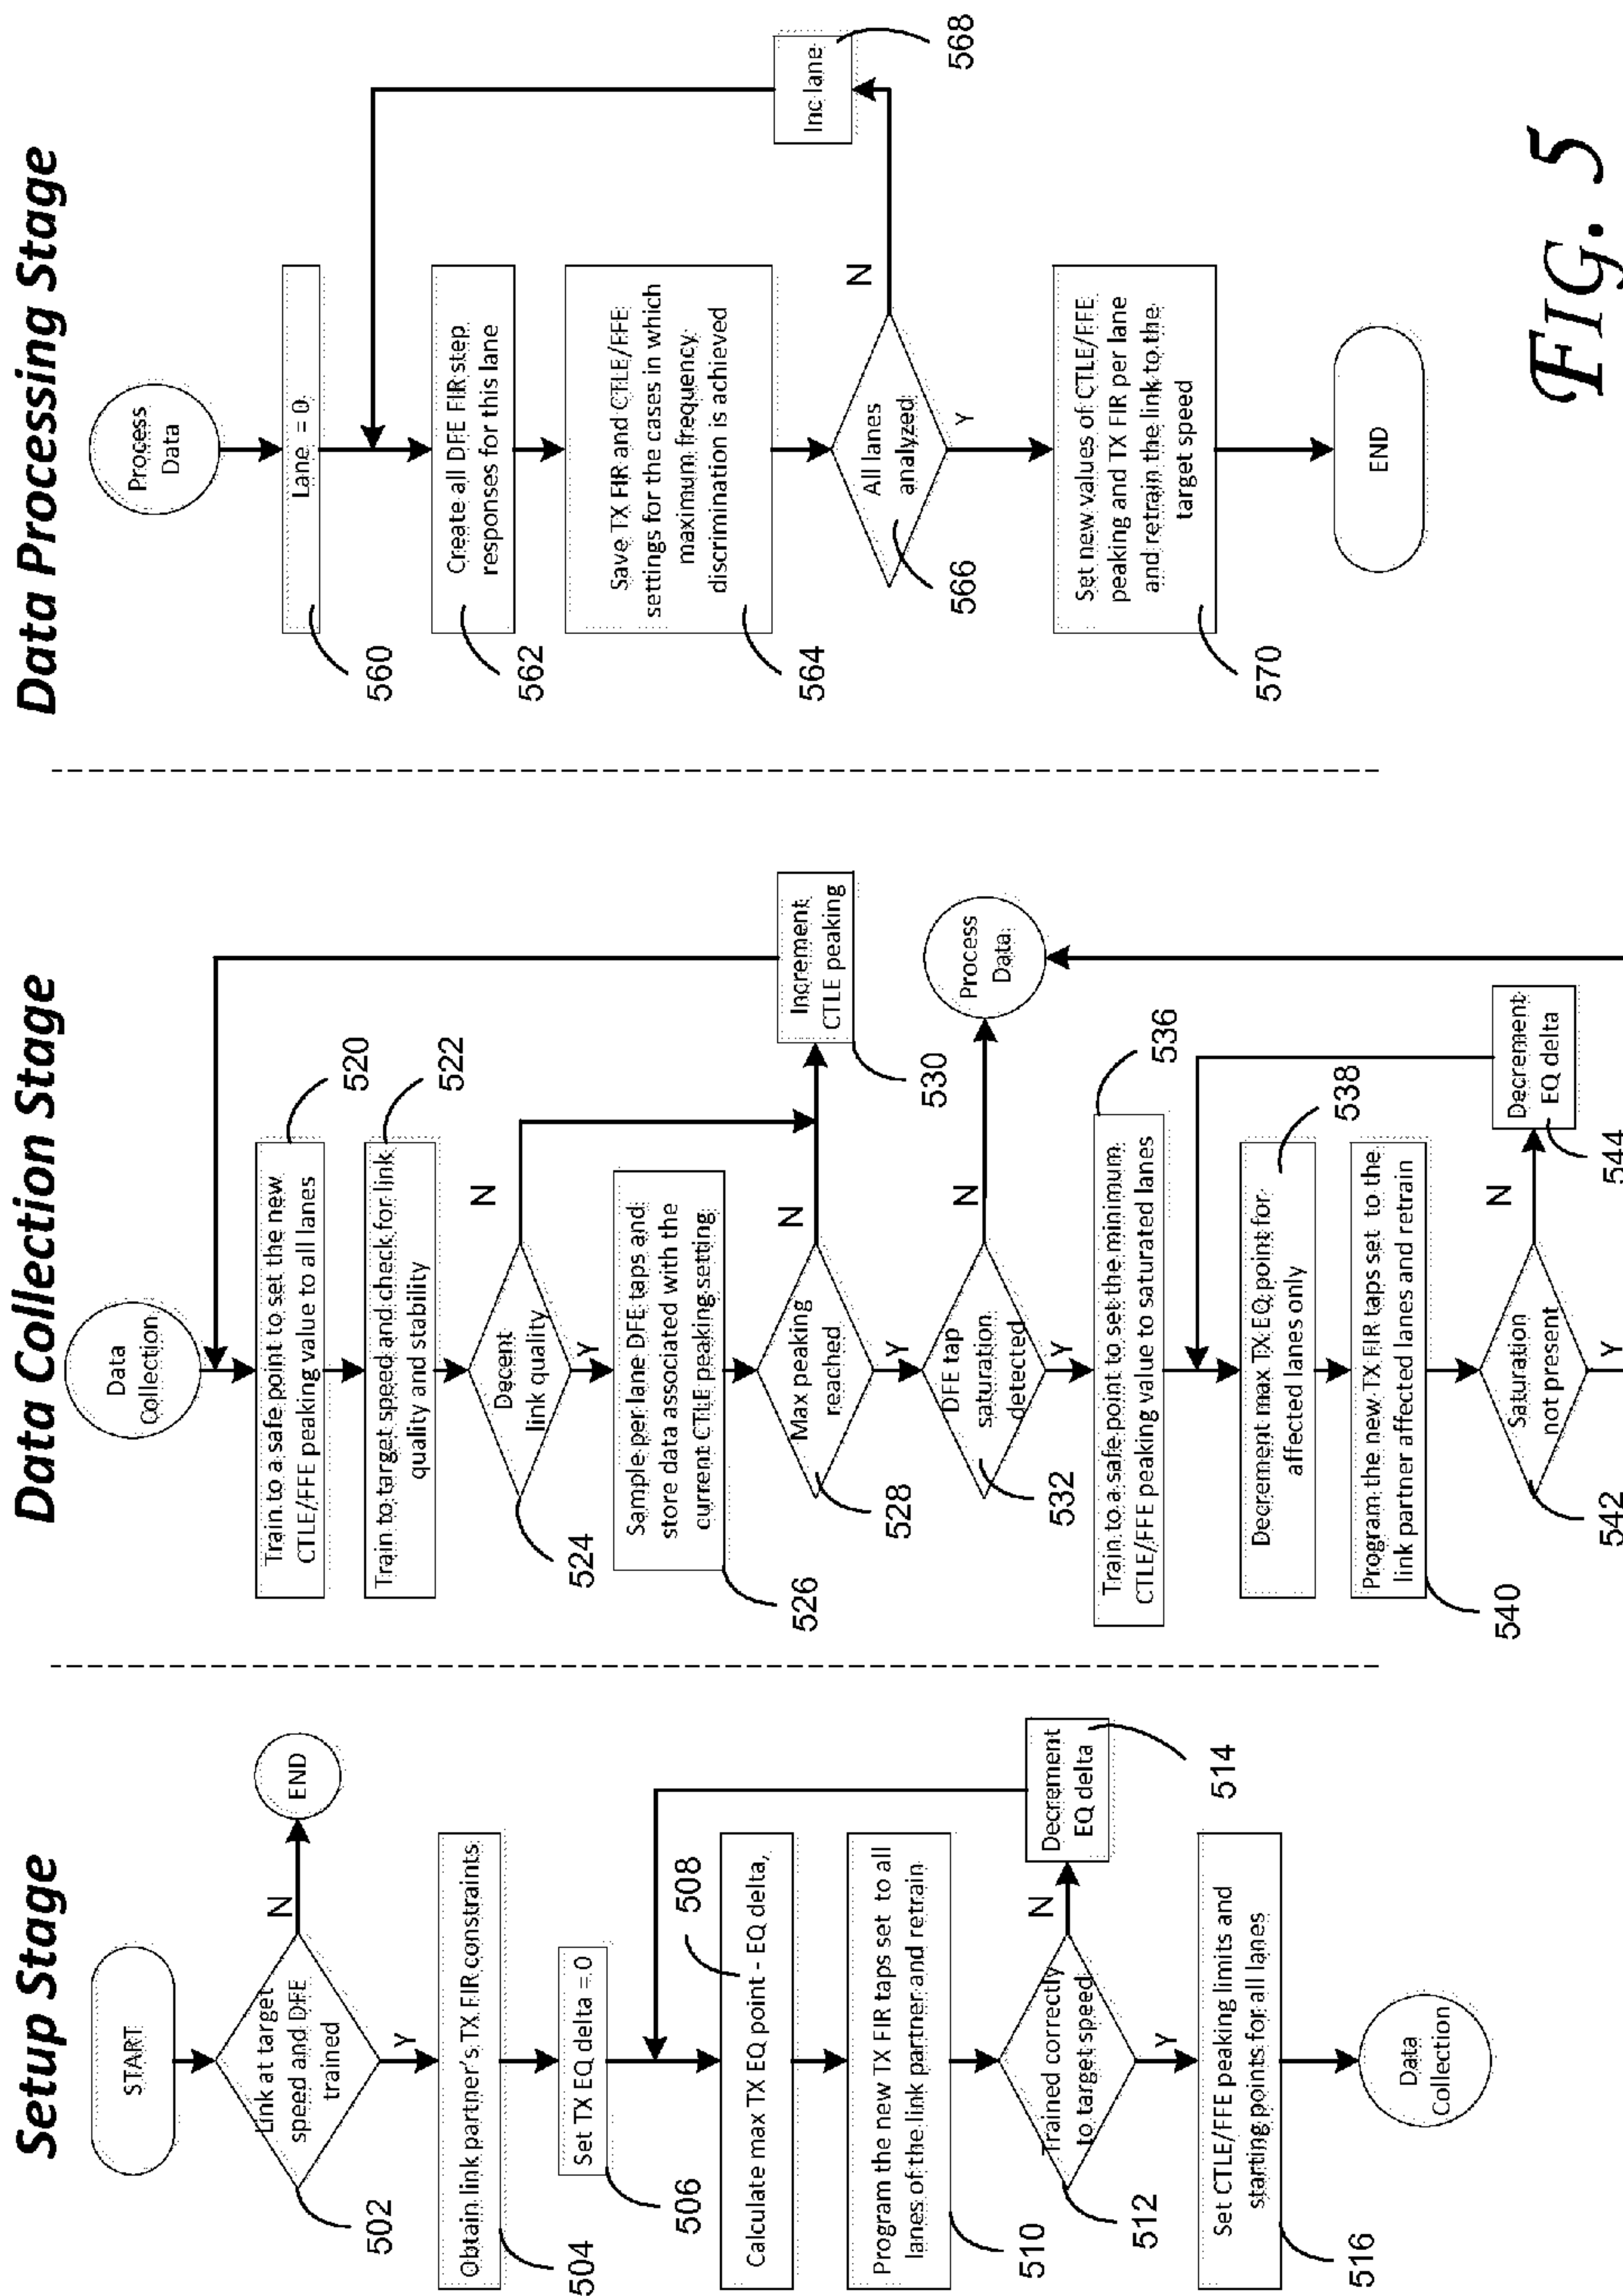 Setup Stage
START
Link at target
speed and DFE
trained
N
END
Y
502
Obtain link partner's TX FIR constraints
504
Set TX EQ delta = 0
506
Calculate max TX EQ point - EQ delta,
508
Program the new TX FIR taps set to all
lanes of the link partner and retrain
510
Trained correctly
to target speed
N
Y
512
Decrement
EQ delta
514
Set CTLE/FFE peaking limits and
starting points for all lanes
516
Data
Collection
Data Collection Stage
Data
Collection
Train to a safe point to set the new
CTLE/FFE peaking value to all lanes
520
Train to target speed and check for link
quality and stability
522
Decent
link quality
N
Y
524
Sample per lane DFE taps and
store data associated with the
current CTLE peaking setting
526
Max peaking
reached
N
Y
528
Increment
CTLE peaking
530
DFE tap
saturation
detected
N
Y
532
Process
Data
Train to a safe point to set the minimum
CTLE/FFE peaking value to saturated lanes
536
Decrement max TX EQ point for
affected lanes only
538
Program the new TX FIR taps set to the
link partner affected lanes and retrain
540
Saturation
not present
N
Y
542
Decrement
EQ delta
544
Data Processing Stage
Process
Data
Lane = 0
560
Create all DFE FIR step
responses for this lane
562
Save TX FIR and CTLE/FFE
settings for the cases in which
maximum frequency
discrimination is achieved
564
All lanes
analyzed
N
Y
566
Inc lane
568
Set new values of CTLE/FFE
peaking and TX FIR per lane
and retrain the link to the
target speed
570
END
FIG. 5